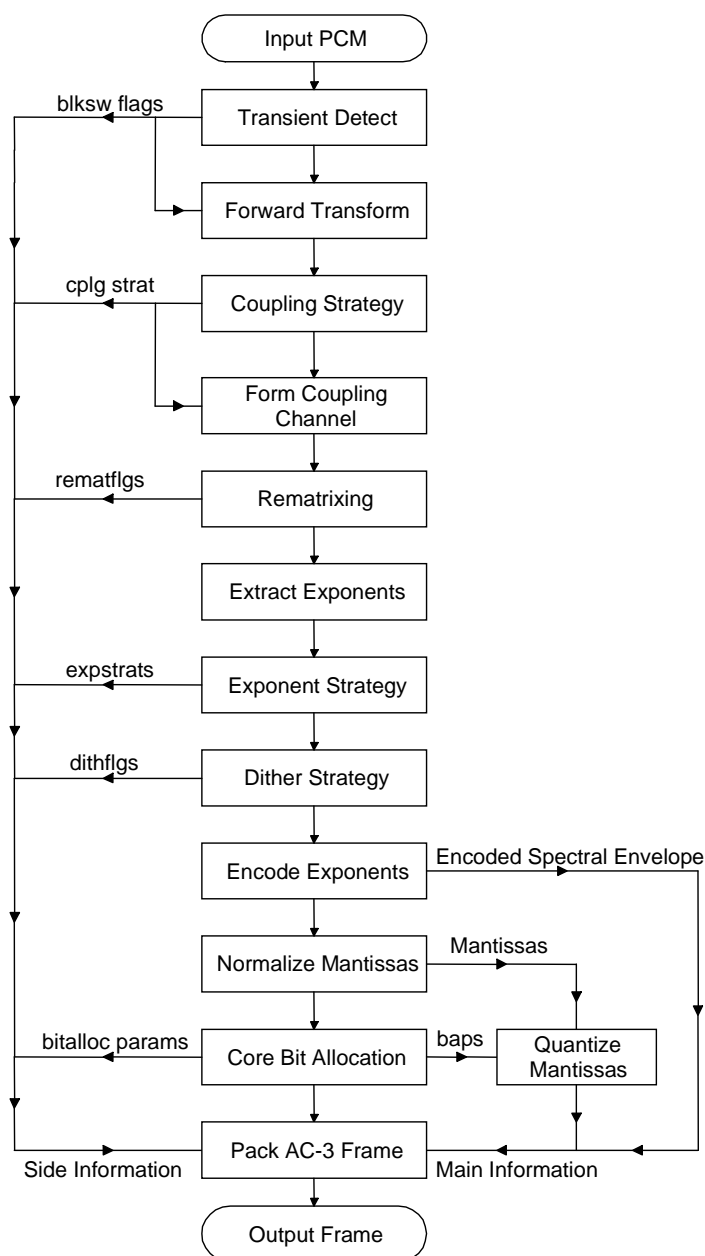 Input PCM
blksw flags
Transient Detect
Forward Transform
cplg strat
Coupling Strategy
Form Coupling
Channel
rematflgs
Rematrixing
Extract Exponents
expstrats
Exponent Strategy
dithflgs
Dither Strategy
Encode Exponents
Encoded Spectral Envelope
Normalize Mantissas
Mantissas
bitalloc params
Core Bit Allocation
baps
Quantize
Mantissas
Pack AC-3 Frame
Side Information
Main Information
Output Frame